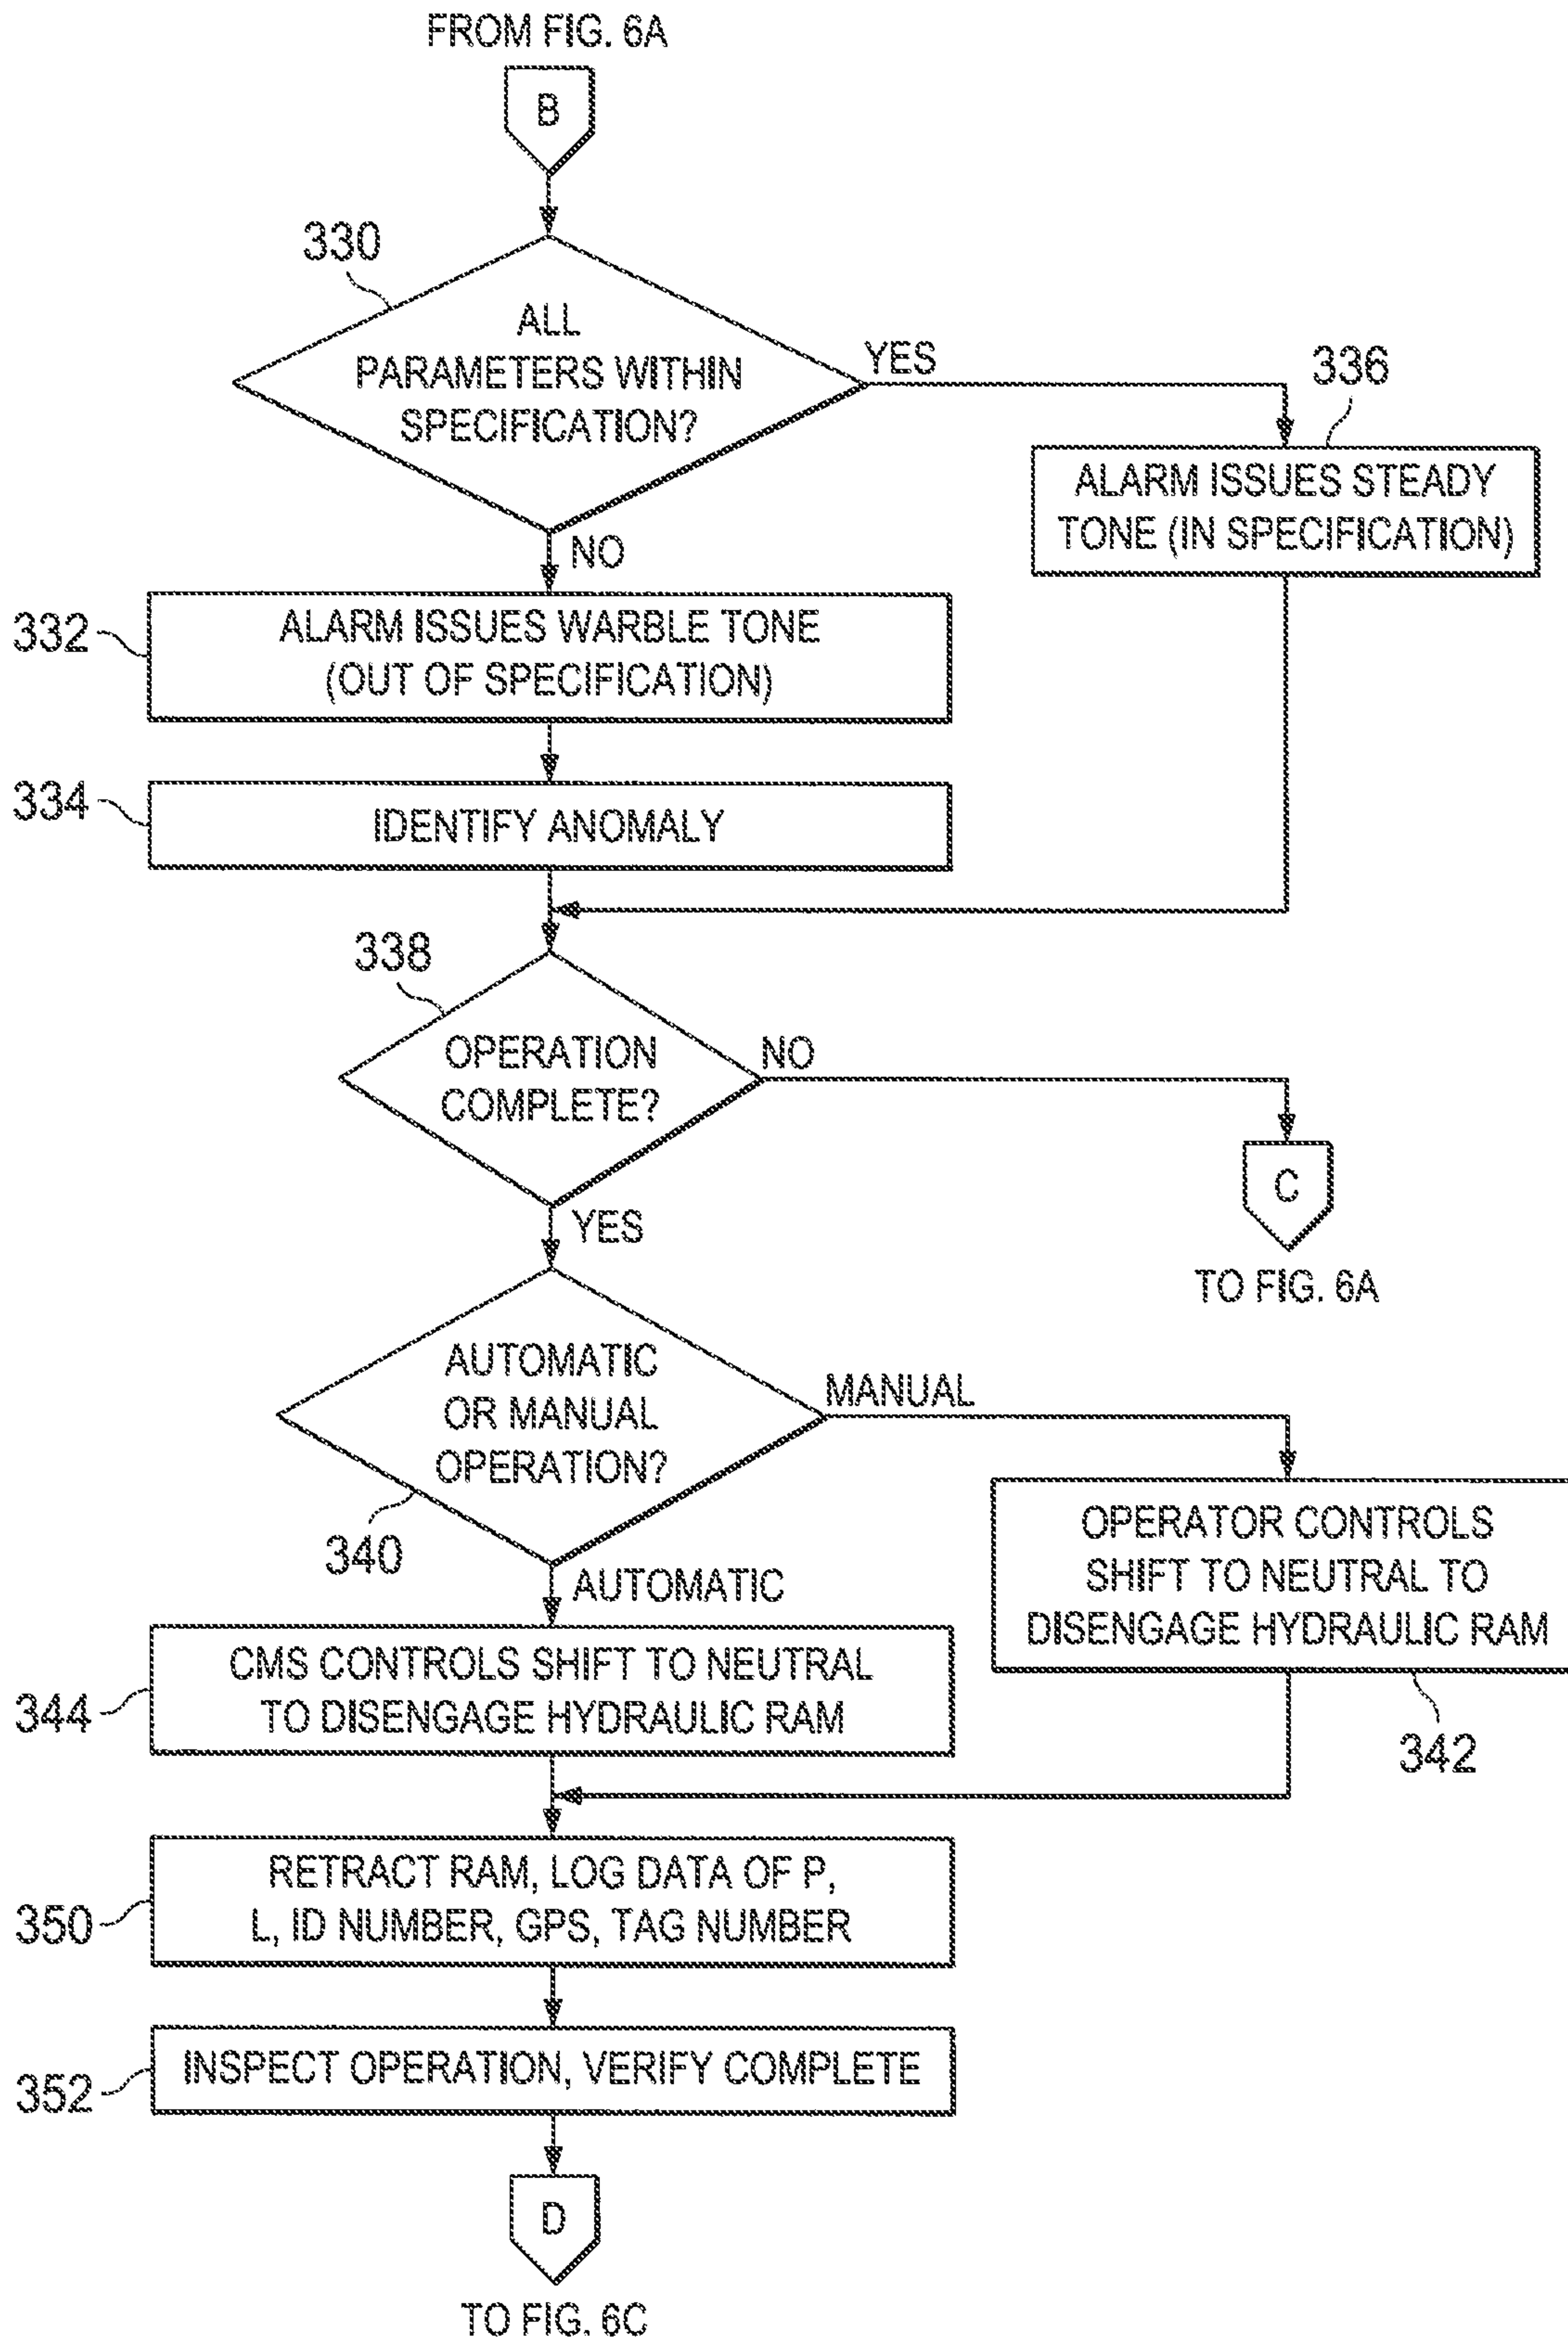 FROM FIG. 6A
B
330
ALL
PARAMETERS WITHIN
SPECIFICATION?
YES
336
ALARM ISSUES STEADY
TONE (IN SPECIFICATION)
NO
332
ALARM ISSUES WARBLE TONE
(OUT OF SPECIFICATION)
334
IDENTIFY ANOMALY
338
OPERATION
COMPLETE?
NO
C
TO FIG. 6A
YES
AUTOMATIC
OR MANUAL
OPERATION?
MANUAL
340
OPERATOR CONTROLS
SHIFT TO NEUTRAL TO
DISENGAGE HYDRAULIC RAM
342
AUTOMATIC
344
CMS CONTROLS SHIFT TO NEUTRAL
TO DISENGAGE HYDRAULIC RAM
350
RETRACT RAM, LOG DATA OF P,
L, ID NUMBER, GPS, TAG NUMBER
352
INSPECT OPERATION, VERIFY COMPLETE
D
TO FIG. 6C